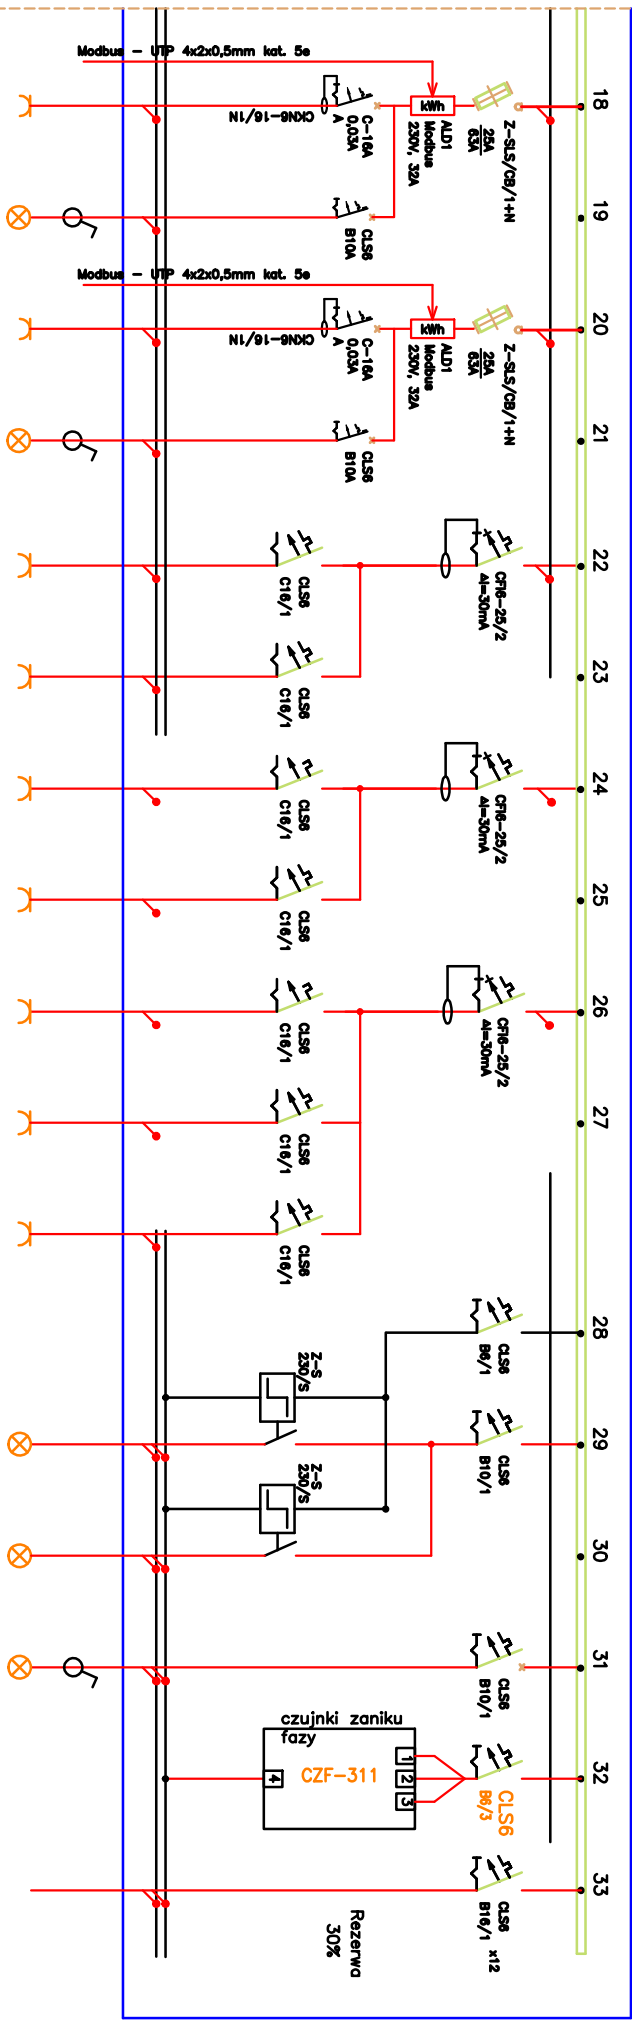 Modbus - UTP 4x2x0,5mm kat. 5e
18
Z-SLS/CB/1+N
25A
63A
kWh
ALD1
Modbus
230V, 32A
C-16A
0,03A
A
CKN6-16/1N
19
CLS6
B10A
Modbus - UTP 4x2x0,5mm kat. 5e
20
Z-SLS/CB/1+N
25A
63A
kWh
ALD1
Modbus
230V, 32A
C-16A
0,03A
A
CKN6-16/1N
21
CLS6
B10A
22
CFI6-25/2
ΔI=30mA
CLS6
C16/1
23
CLS6
C16/1
24
CFI6-25/2
ΔI=30mA
CLS6
C16/1
25
CLS6
C16/1
26
CFI6-25/2
ΔI=30mA
CLS6
C16/1
27
CLS6
C16/1
CLS6
C16/1
28
CLS6
B6/1
Z-S
230/S
29
CLS6
B10/1
Z-S
230/S
30
31
CLS6
B10/1
32
CLS6
B6/3
czujnki zaniku
fazy
CZF-311
1
2
3
4
33
CLS6
B16/1
x12
Rezerwa
30%